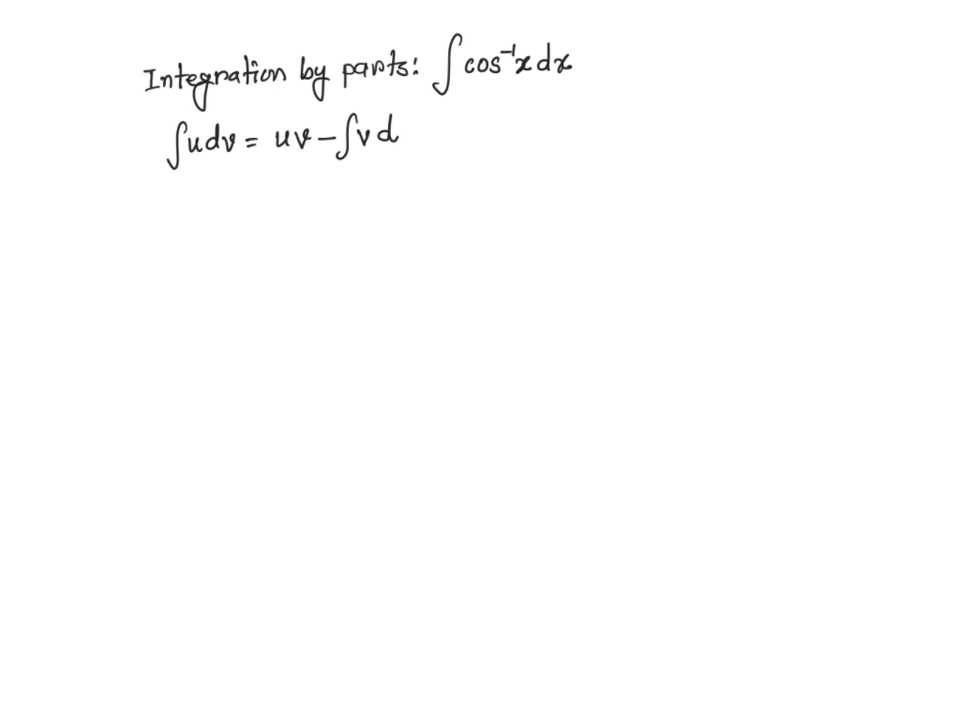 Integration by parts: ∫cos⁻¹x dx
∫udv = uv − ∫vd